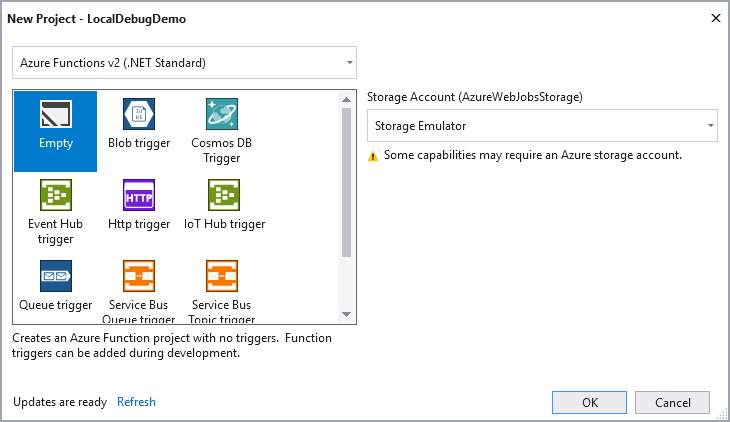 New Project - LocalDebugDemo
Azure Functions v2 (.NET Standard)
Empty
Blob trigger
Cosmos DB
Trigger
Event Hub
trigger
Http trigger
IoT Hub trigger
Queue trigger
Service Bus
Queue trigger
Service Bus
Topic trigger
HTTP
Creates an Azure Function project with no triggers.  Function
triggers can be added during development.
Storage Account (AzureWebJobsStorage)
Storage Emulator
Some capabilities may require an Azure storage account.
Updates are ready
Refresh
OK
Cancel